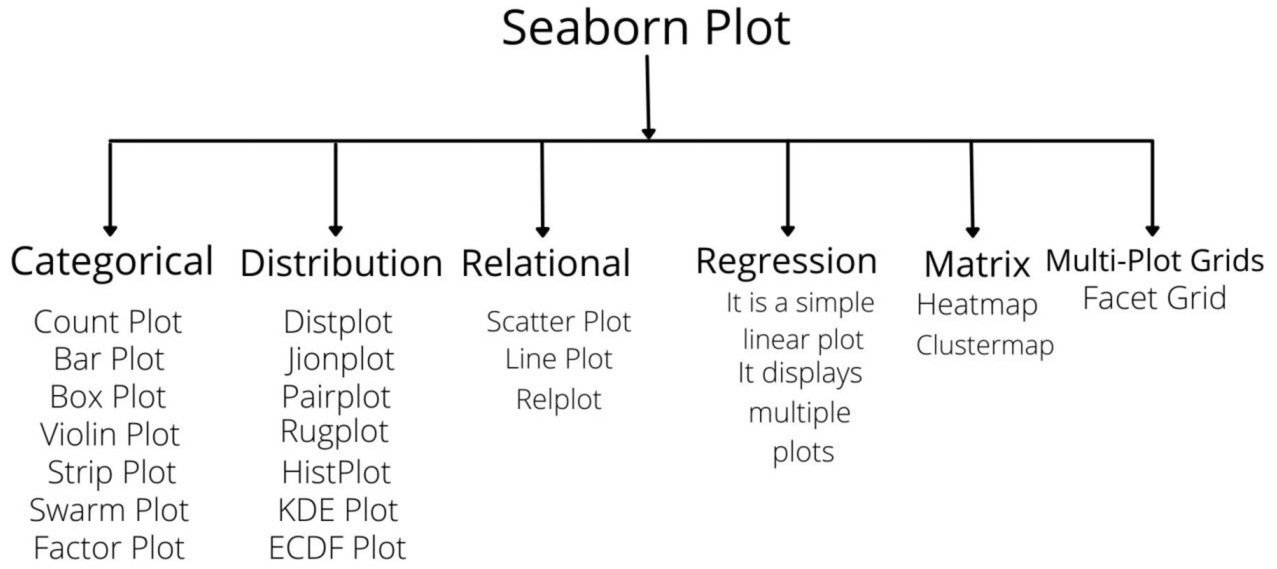 Seaborn Plot
Categorical
Count Plot
Bar Plot
Box Plot
Violin Plot
Strip Plot
Swarm Plot
Factor Plot
Distribution
Distplot
Jionplot
Pairplot
Rugplot
HistPlot
KDE Plot
ECDF Plot
Relational
Scatter Plot
Line Plot
Relplot
Regression
It is a simple
linear plot
It displays
multiple
plots
Matrix
Heatmap
Clustermap
Multi-Plot Grids
Facet Grid